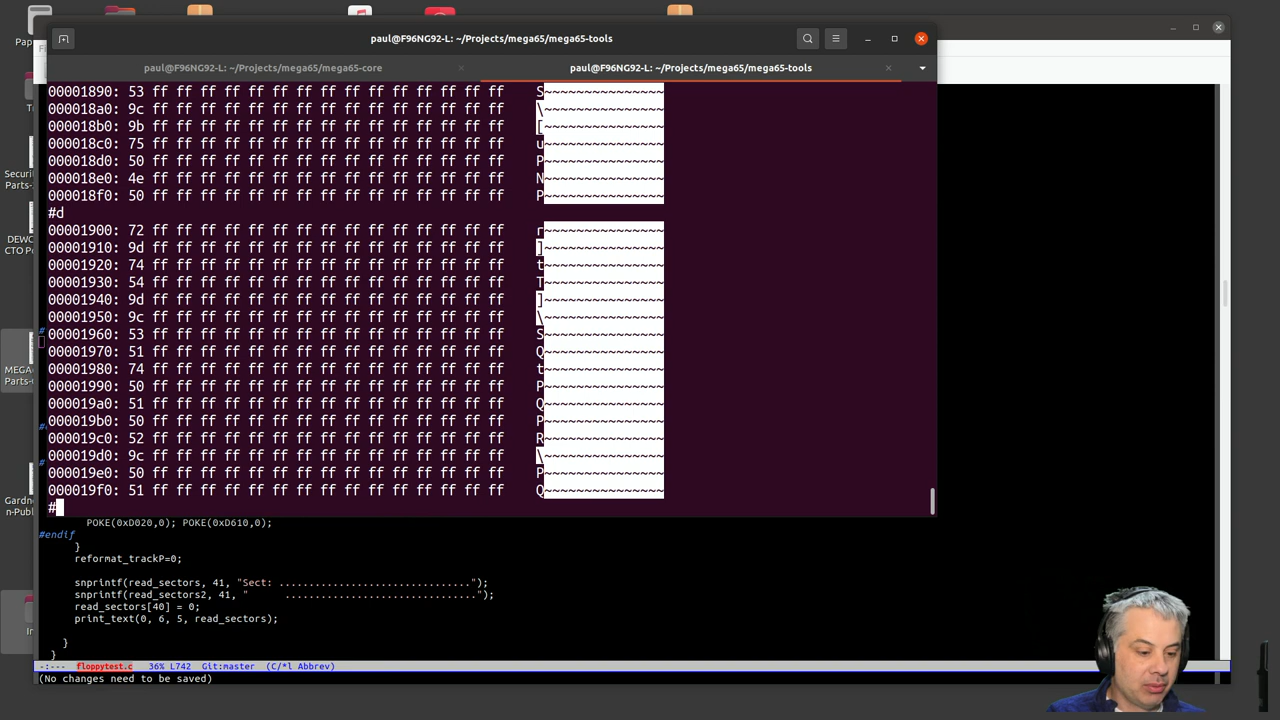 paul@F96NG92-L: ~/Projects/mega65/mega65-tools
paul@F96NG92-L: ~/Projects/mega65/mega65-core
paul@F96NG92-L: ~/Projects/mega65/mega65-tools
00001890: 53 ff ff ff ff ff ff ff ff ff ff ff ff ff ff ff S~~~~~~~~~~~~~~~
000018a0: 9c ff ff ff ff ff ff ff ff ff ff ff ff ff ff ff \~~~~~~~~~~~~~~~
000018b0: 9b ff ff ff ff ff ff ff ff ff ff ff ff ff ff ff [~~~~~~~~~~~~~~~
000018c0: 75 ff ff ff ff ff ff ff ff ff ff ff ff ff ff ff u~~~~~~~~~~~~~~~
000018d0: 50 ff ff ff ff ff ff ff ff ff ff ff ff ff ff ff P~~~~~~~~~~~~~~~
000018e0: 4e ff ff ff ff ff ff ff ff ff ff ff ff ff ff ff N~~~~~~~~~~~~~~~
000018f0: 50 ff ff ff ff ff ff ff ff ff ff ff ff ff ff ff P~~~~~~~~~~~~~~~
#d
00001900: 72 ff ff ff ff ff ff ff ff ff ff ff ff ff ff ff r~~~~~~~~~~~~~~~
00001910: 9d ff ff ff ff ff ff ff ff ff ff ff ff ff ff ff ]~~~~~~~~~~~~~~~
00001920: 74 ff ff ff ff ff ff ff ff ff ff ff ff ff ff ff t~~~~~~~~~~~~~~~
00001930: 54 ff ff ff ff ff ff ff ff ff ff ff ff ff ff ff T~~~~~~~~~~~~~~~
00001940: 9d ff ff ff ff ff ff ff ff ff ff ff ff ff ff ff ]~~~~~~~~~~~~~~~
00001950: 9c ff ff ff ff ff ff ff ff ff ff ff ff ff ff ff \~~~~~~~~~~~~~~~
00001960: 53 ff ff ff ff ff ff ff ff ff ff ff ff ff ff ff S~~~~~~~~~~~~~~~
00001970: 51 ff ff ff ff ff ff ff ff ff ff ff ff ff ff ff Q~~~~~~~~~~~~~~~
00001980: 74 ff ff ff ff ff ff ff ff ff ff ff ff ff ff ff t~~~~~~~~~~~~~~~
00001990: 50 ff ff ff ff ff ff ff ff ff ff ff ff ff ff ff P~~~~~~~~~~~~~~~
000019a0: 51 ff ff ff ff ff ff ff ff ff ff ff ff ff ff ff Q~~~~~~~~~~~~~~~
000019b0: 50 ff ff ff ff ff ff ff ff ff ff ff ff ff ff ff P~~~~~~~~~~~~~~~
000019c0: 52 ff ff ff ff ff ff ff ff ff ff ff ff ff ff ff R~~~~~~~~~~~~~~~
000019d0: 9c ff ff ff ff ff ff ff ff ff ff ff ff ff ff ff \~~~~~~~~~~~~~~~
000019e0: 50 ff ff ff ff ff ff ff ff ff ff ff ff ff ff ff P~~~~~~~~~~~~~~~
000019f0: 51 ff ff ff ff ff ff ff ff ff ff ff ff ff ff ff Q~~~~~~~~~~~~~~~
#
POKE(0xD020,0); POKE(0xD610,0);
#endif
}
reformat_trackP=0;
snprintf(read_sectors, 41, "Sect: ................................");
snprintf(read_sectors2, 41, "      ................................");
read_sectors[40] = 0;
print_text(0, 6, 5, read_sectors);
}
}
-:--- floppytest.c 36% L742 Git:master (C/*l Abbrev)
(No changes need to be saved)